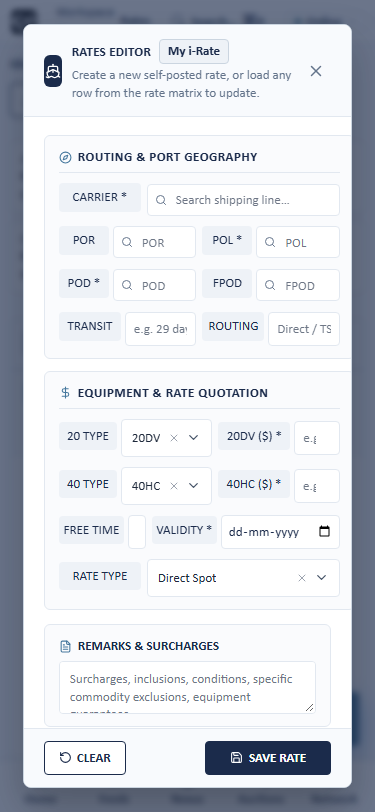 RATES EDITOR My i-Rate
Create a new self-posted rate, or load any
row from the rate matrix to update.
ROUTING & PORT GEOGRAPHY
CARRIER * Search shipping line...
POR POR POL * POL
POD * POD FPOD FPOD
TRANSIT e.g. 29 day ROUTING Direct / TS
EQUIPMENT & RATE QUOTATION
20 TYPE 20DV 20DV ($) * e.g
40 TYPE 40HC 40HC ($) * e.g
FREE TIME VALIDITY * dd-mm-yyyy
RATE TYPE Direct Spot
REMARKS & SURCHARGES
Surcharges, inclusions, conditions, specific
commodity exclusions, equipment
CLEAR SAVE RATE